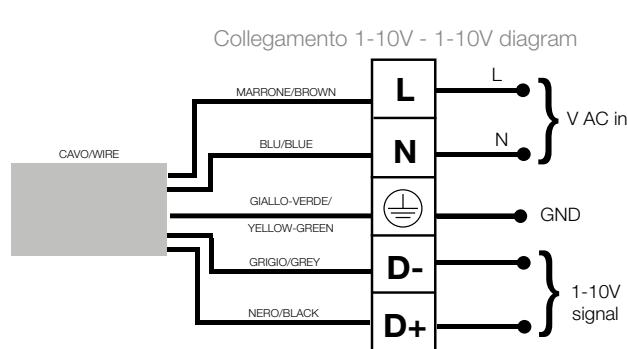 Collegamento 1-10V - 1-10V diagram
MARRONE/BROWN
L
L
V AC in
CAVO/WIRE
BLU/BLUE
N
N
GIALLO-VERDE/
YELLOW-GREEN
GND
GRIGIO/GREY
D-
1-10V
signal
NERO/BLACK
D+